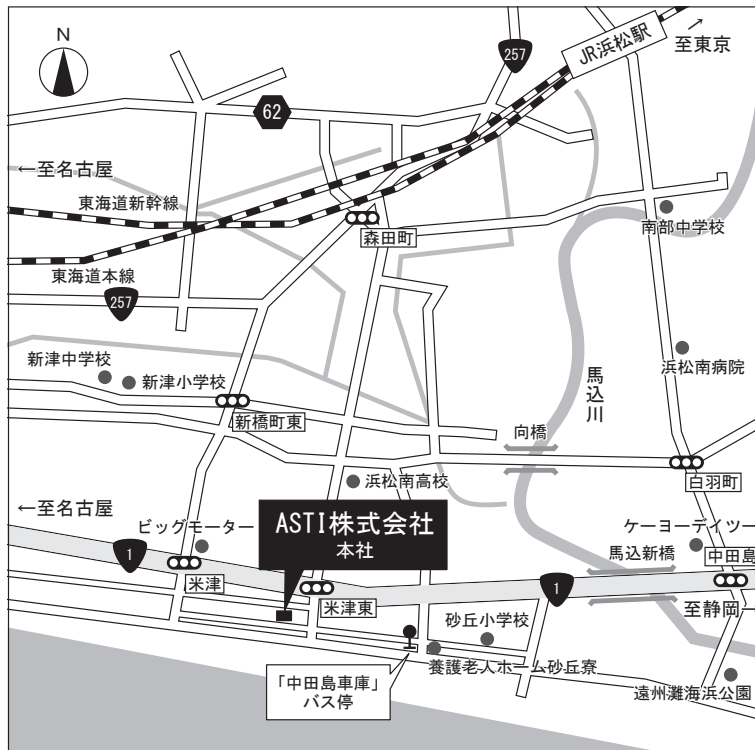 N
257
JR浜松駅
至東京
62
←至名古屋
東海道新幹線
森田町
南部中学校
東海道本線
257
新津中学校
新津小学校
浜松南病院
馬込川
新橋町東
向橋
浜松南高校
白羽町
←至名古屋
ビッグモーター
ASTI株式会社
本社
ケーヨーデイツー
馬込新橋
中田島
1
米津
米津東
1
至静岡
砂丘小学校
養護老人ホーム砂丘寮
「中田島車庫」
バス停
遠州灘海浜公園